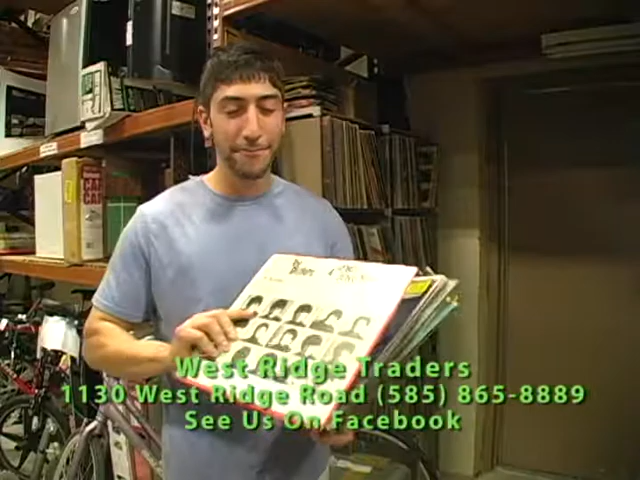 West Ridge Traders
1130 West Ridge Road (585) 865-8889
See Us On Facebook